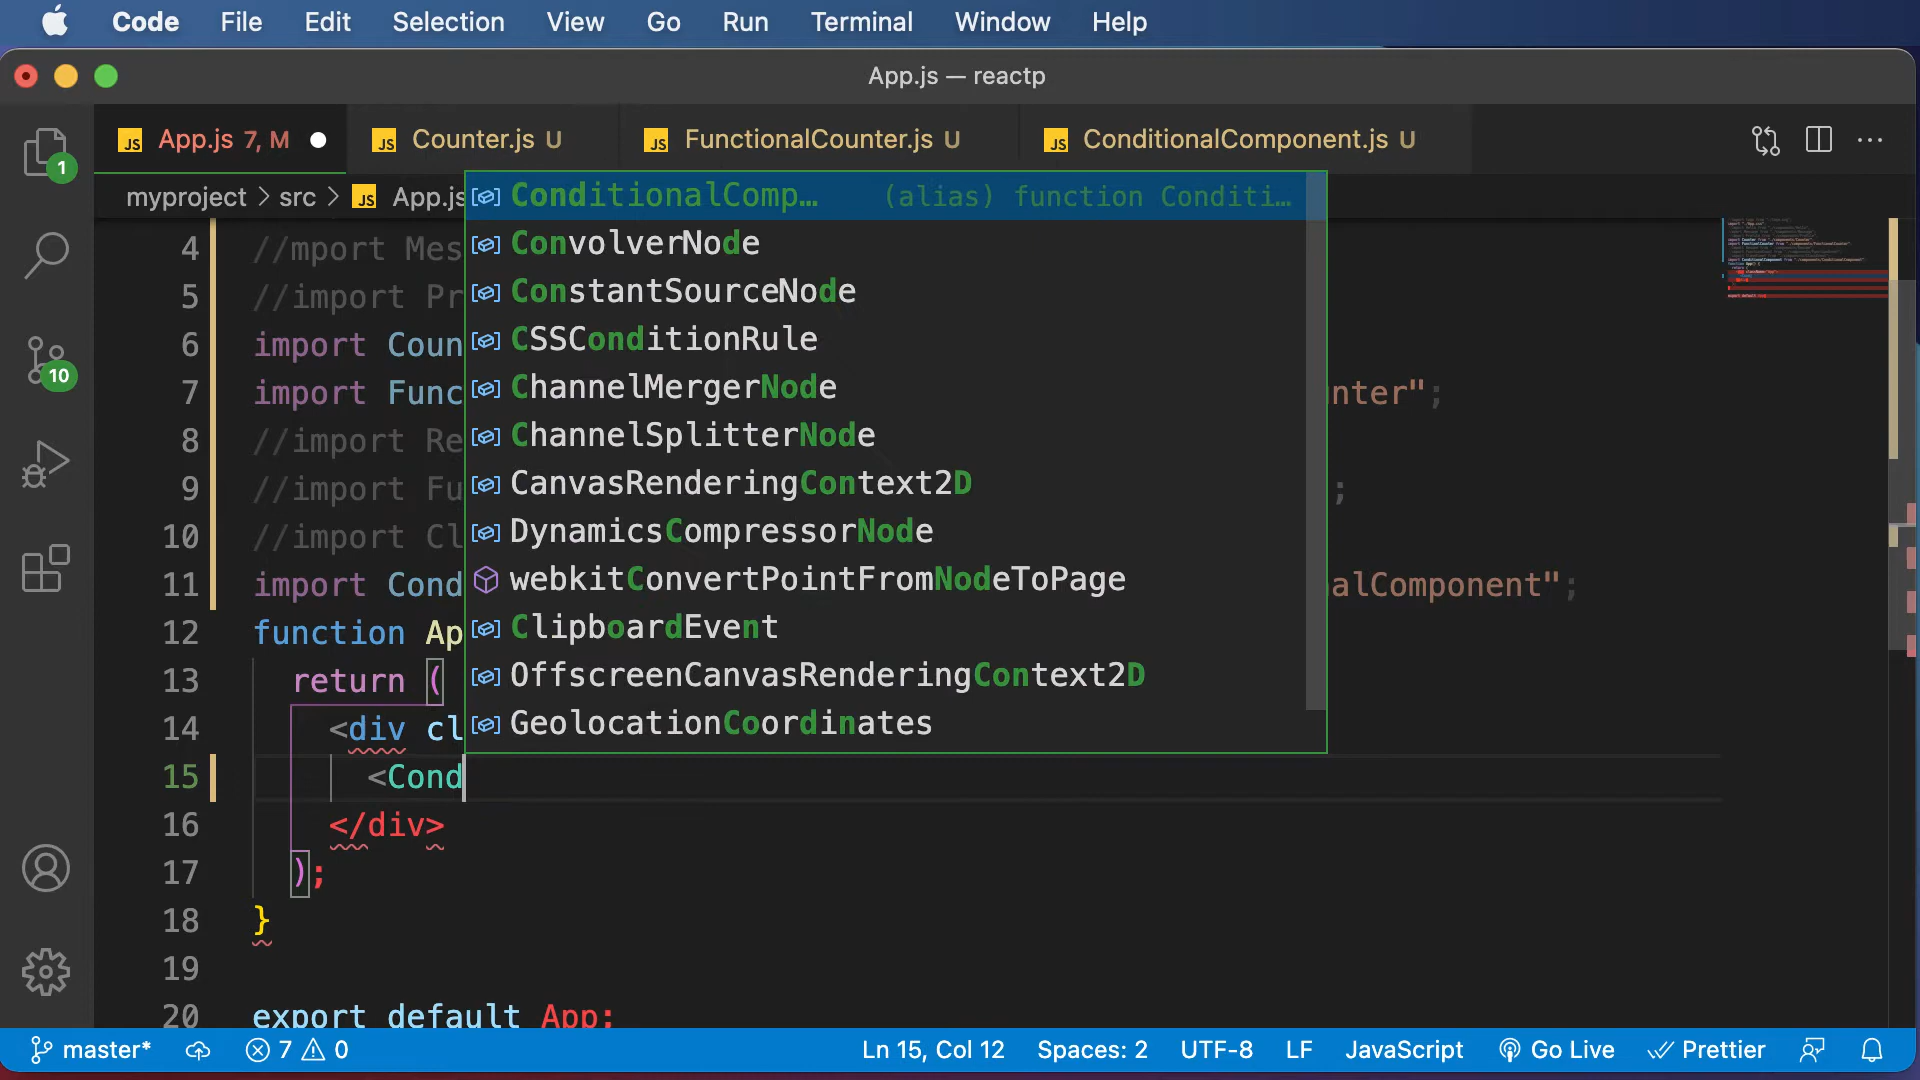 Code File Edit Selection View Go Run Terminal Window Help
App.js — reactp
JS App.js 7, M JS Counter.js U JS FunctionalCounter.js U JS ConditionalComponent.js U
1
myproject > src > JS App.js
ConditionalComp… (alias) function Conditi…
ConvolverNode
ConstantSourceNode
CSSConditionRule
ChannelMergerNode
ChannelSplitterNode
CanvasRenderingContext2D
DynamicsCompressorNode
webkitConvertPointFromNodeToPage
ClipboardEvent
OffscreenCanvasRenderingContext2D
GeolocationCoordinates
10
4 //mport Mes
5 //import Pr
6 import Coun
7 import Func nter";
8 //import Re
9 //import Fu ;
10 //import Cl
11 import Cond alComponent";
12 function Ap
13 return (
14 <div cl
15 <Cond
16 </div>
17 );
18 }
19
20 export default App;
master* 7 0 Ln 15, Col 12 Spaces: 2 UTF-8 LF JavaScript Go Live Prettier